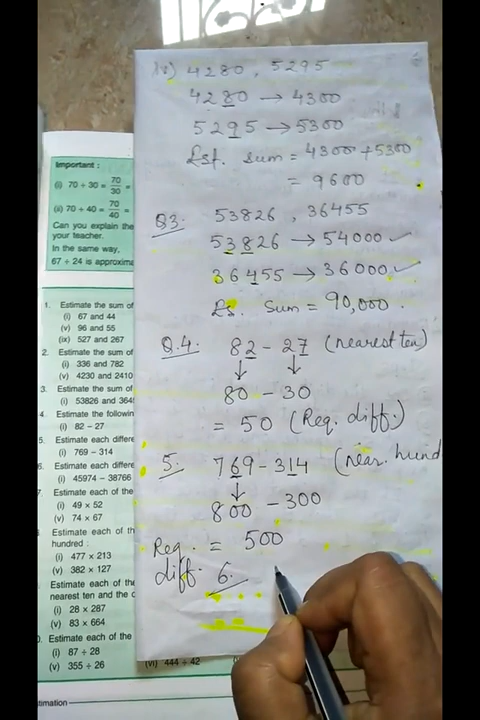 iv) 4280, 5295
4280 → 4300
5295 → 5300
Est. sum = 4300 + 5300
= 9600
Q3. 53826, 36455
53826 → 54000
36455 → 36000
Es. Sum = 90,000.
Q.4. 82 - 27 (nearest ten)
80 - 30
= 50 (Req. diff.)
5. 769 - 314 (near. hund
800 - 300
Req. = 500
diff. 6.
Important :
(i) 70 ÷ 30 = 70/30 =
(ii) 70 ÷ 40 = 70/40 =
Can you explain the
your teacher.
In the same way,
67 ÷ 24 is approxima
1. Estimate the sum of
(i) 67 and 44
(v) 96 and 55
(ix) 527 and 267
2. Estimate the sum
(i) 336 and 782
(v) 4230 and 2410
3. Estimate the sum
(i) 53826 and 364
4. Estimate the followin
(i) 82 – 27
5. Estimate each differe
(i) 769 – 314
6. Estimate each differe
(i) 45974 – 38766
7. Estimate each of the
(i) 49 × 52
(v) 74 × 67
Estimate each of th
hundred :
(i) 477 × 213
(v) 382 × 127
Estimate each of the
nearest ten and the c
(i) 28 × 287
(v) 83 × 664
Estimate each of the
(i) 87 ÷ 28
(v) 355 ÷ 26
(vi) 444 ÷ 42
timation